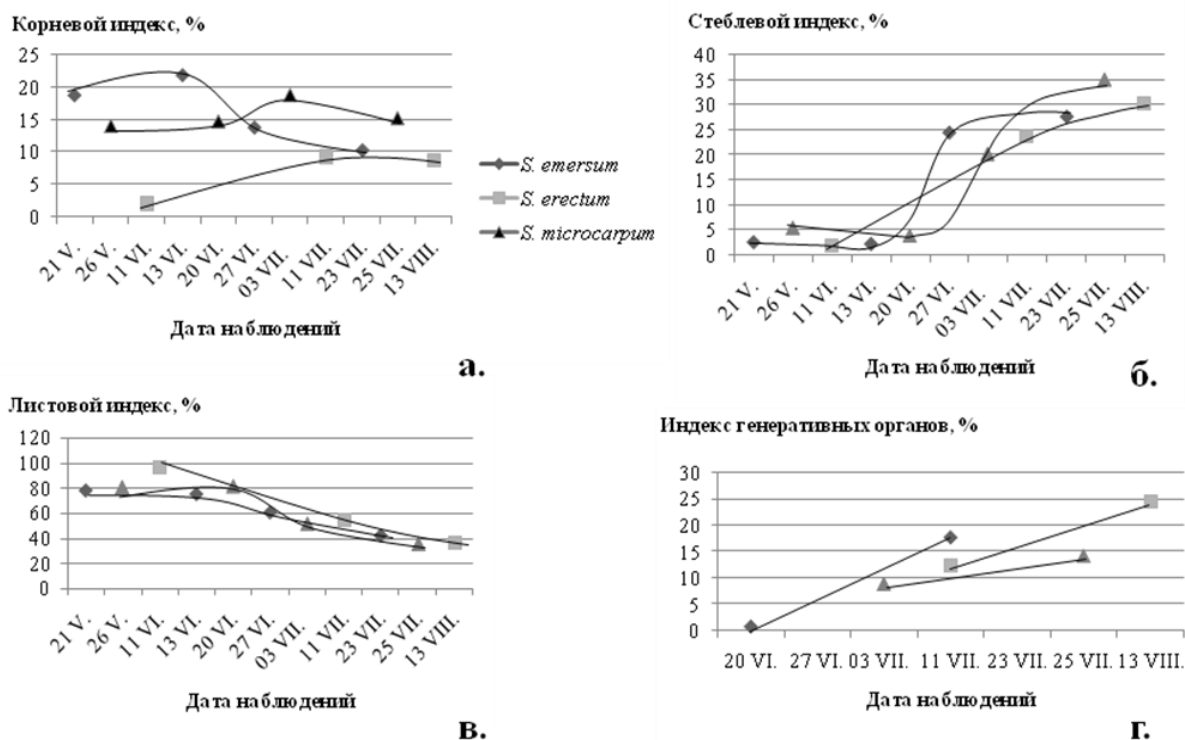 Корневой индекс, %
25
20
15
10
5
0
21 V.
26 V.
11 VI.
13 VI.
20 VI.
27 VI.
03 VII.
11 VII.
23 VII.
25 VII.
13 VIII.
Дата наблюдений
а.
S. emersum
S. erectum
S. microcarpum
Стеблевой индекс, %
40
35
30
25
20
15
10
5
0
21 V.
26 V.
11 VI.
13 VI.
20 VI.
27 VI.
03 VII.
11 VII.
23 VII.
25 VII.
13 VIII.
Дата наблюдений
б.
Листовой индекс, %
120
100
80
60
40
20
0
21 V.
26 V.
11 VI.
13 VI.
20 VI.
27 VI.
03 VII.
11 VII.
23 VII.
25 VII.
13 VIII.
Дата наблюдений
в.
Индекс генеративных органов, %
30
25
20
15
10
5
0
20 VI. 27 VI. 03 VII. 11 VII. 23 VII. 25 VII. 13 VIII.
Дата наблюдений
г.